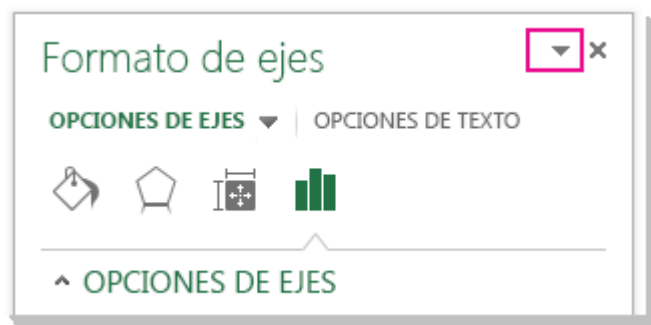 Formato de ejes
OPCIONES DE EJES OPCIONES DE TEXTO
OPCIONES DE EJES